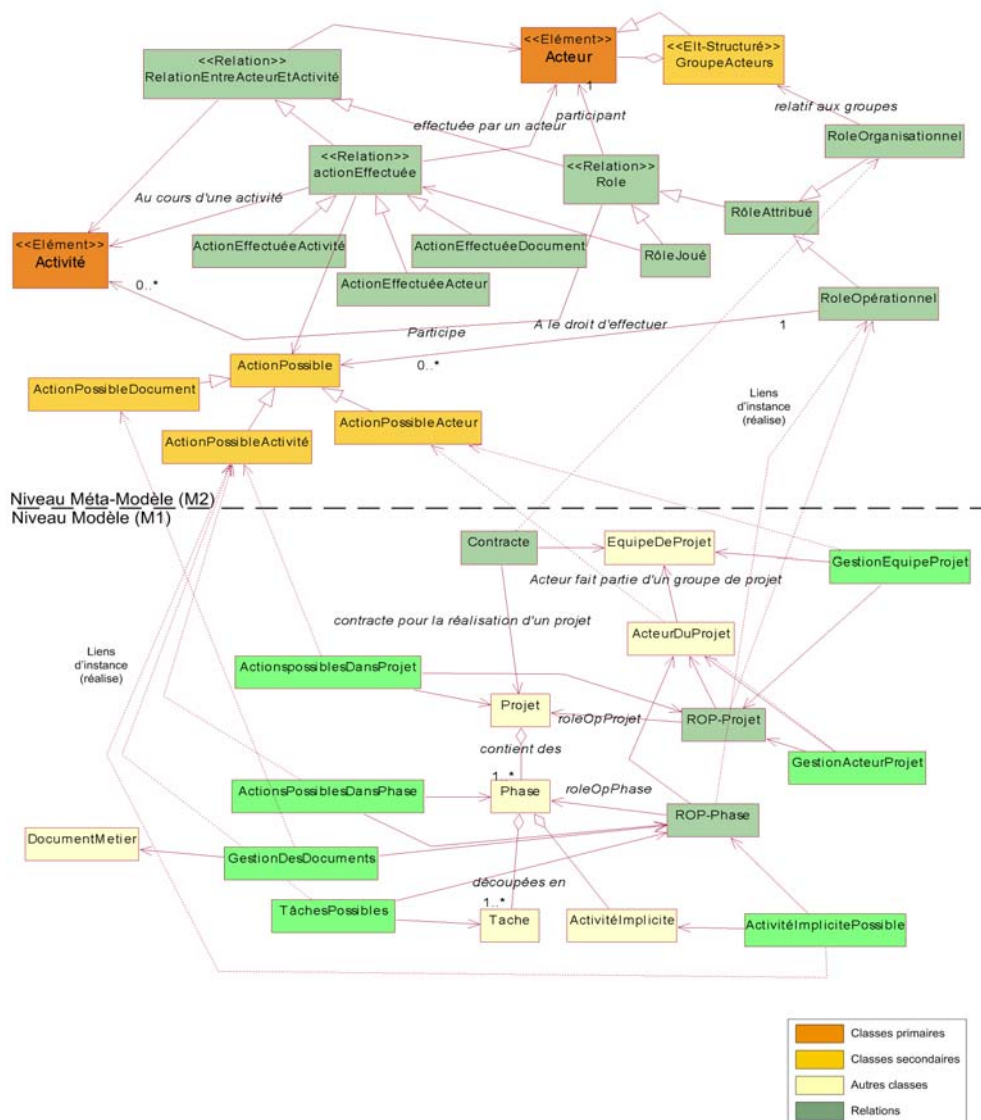 <<Elément>>
Acteur
<<Elt-Structuré>>
GroupeActeurs
<<Relation>>
RelationEntreActeurEtActivité
1
relatif aux groupes
participant
effectuée par un acteur
RoleOrganisationnel
<<Relation>>
actionEffectuée
<<Relation>>
Role
Au cours d'une activité
RôleAttribué
<<Elément>>
Activité
ActionEffectuéeActivité
ActionEffectuéeDocument
RôleJoué
ActionEffectuéeActeur
0..*
RoleOpérationnel
Participe
A le droit d'effectuer
1
ActionPossible
0..*
ActionPossibleDocument
Liens
d'instance
(réalise)
ActionPossibleActeur
ActionPossibleActivité
Niveau Méta-Modèle (M2)
Niveau Modèle (M1)
Contracte
EquipeDeProjet
GestionEquipeProjet
Acteur fait partie d'un groupe de projet
contracte pour la réalisation d'un projet
ActeurDuProjet
Liens
d'instance
(réalise)
ActionspossiblesDansProjet
Projet
roleOpProjet
ROP-Projet
contient des
GestionActeurProjet
1..*
ActionsPossiblesDansPhase
Phase
roleOpPhase
ROP-Phase
DocumentMetier
GestionDesDocuments
découpées en
TâchesPossibles
1..*
Tache
ActivitéImplicite
ActivitéImplicitePossible
Classes primaires
Classes secondaires
Autres classes
Relations